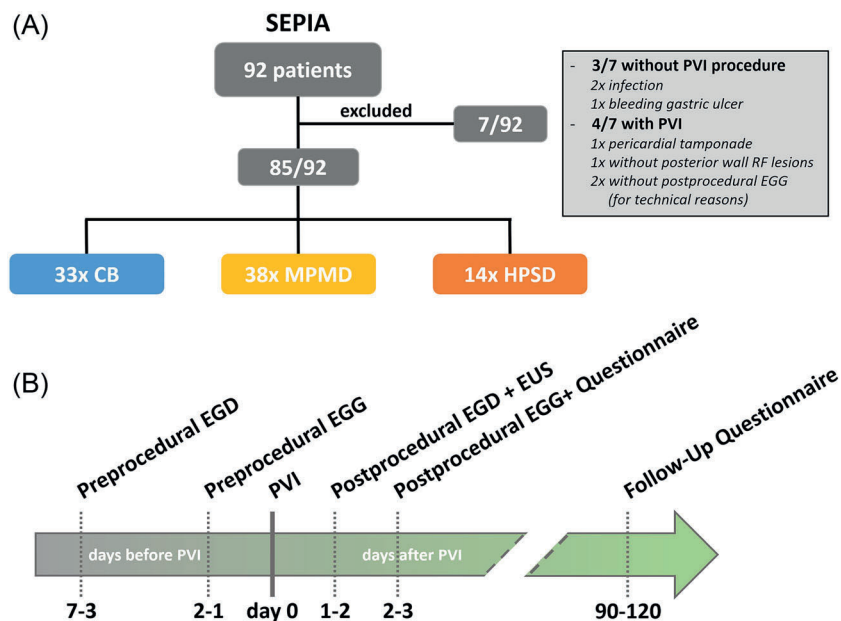 (A)
SEPIA
92 patients
excluded
7/92
85/92
33x CB
38x MPMD
14x HPSD
- 3/7 without PVI procedure
2x infection
1x bleeding gastric ulcer
- 4/7 with PVI
1x pericardial tamponade
1x without posterior wall RF lesions
2x without postprocedural EGG
(for technical reasons)
(B)
Preprocedural EGD
Preprocedural EGG
PVI
Postprocedural EGD + EUS
Postprocedural EGG+ Questionnaire
Follow-Up Questionnaire
days before PVI
days after PVI
7-3
2-1
day 0
1-2
2-3
90-120